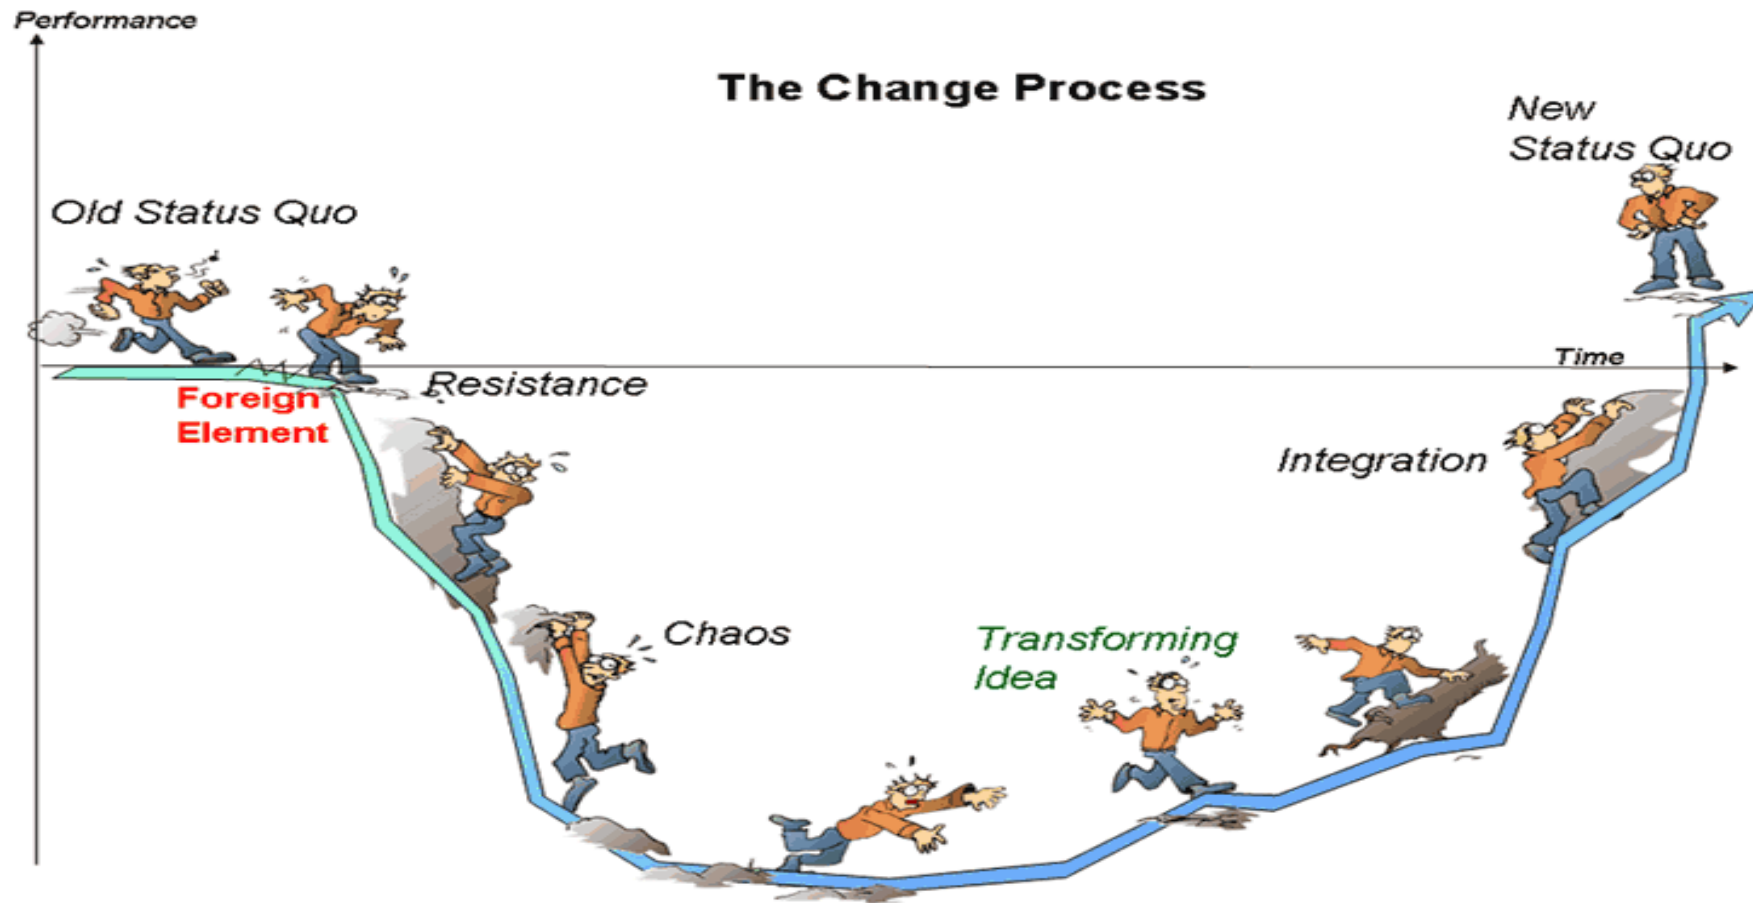 Performance
The Change Process
New
Status Quo
Old Status Quo
Time
Resistance
Foreign
Element
Integration
Chaos
Transforming
Idea